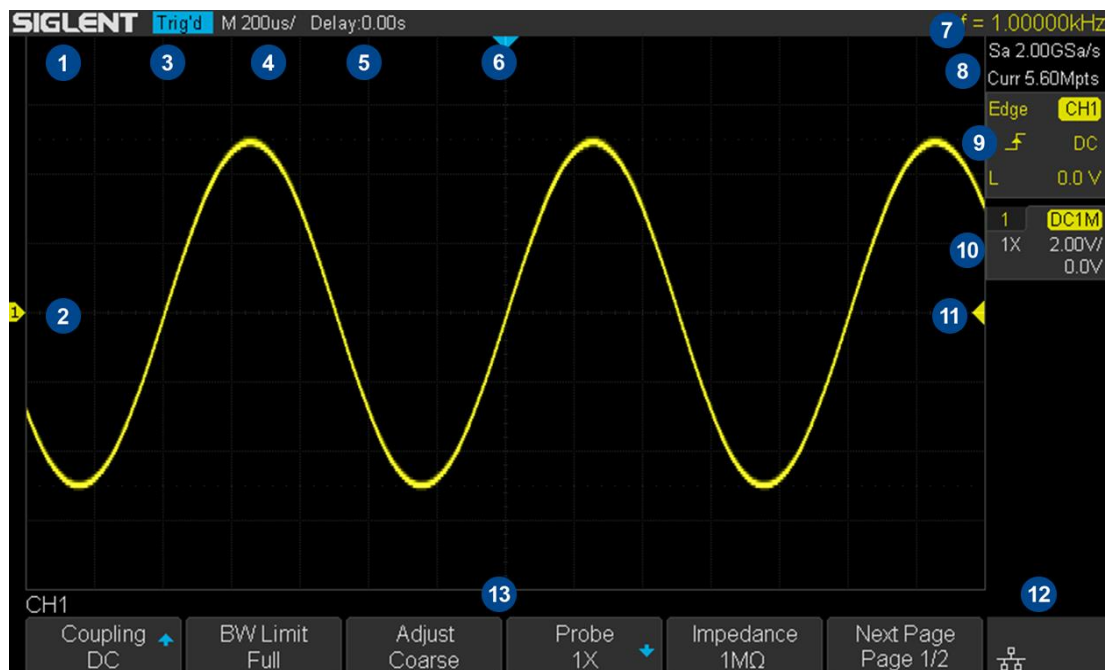 SIGLENT Trig'd M 200us/ Delay:0.00s 7 f = 1.00000kHz
1 3 4 5 6
Sa 2.00GSa/s
8 Curr 5.60Mpts
Edge CH1
9 DC
L 0.0 V
1 DC1M
10 1X 2.00V/
0.0V
1 2 11
13 12
CH1
Coupling BW Limit Adjust Probe Impedance Next Page
DC Full Coarse 1X 1MΩ Page 1/2